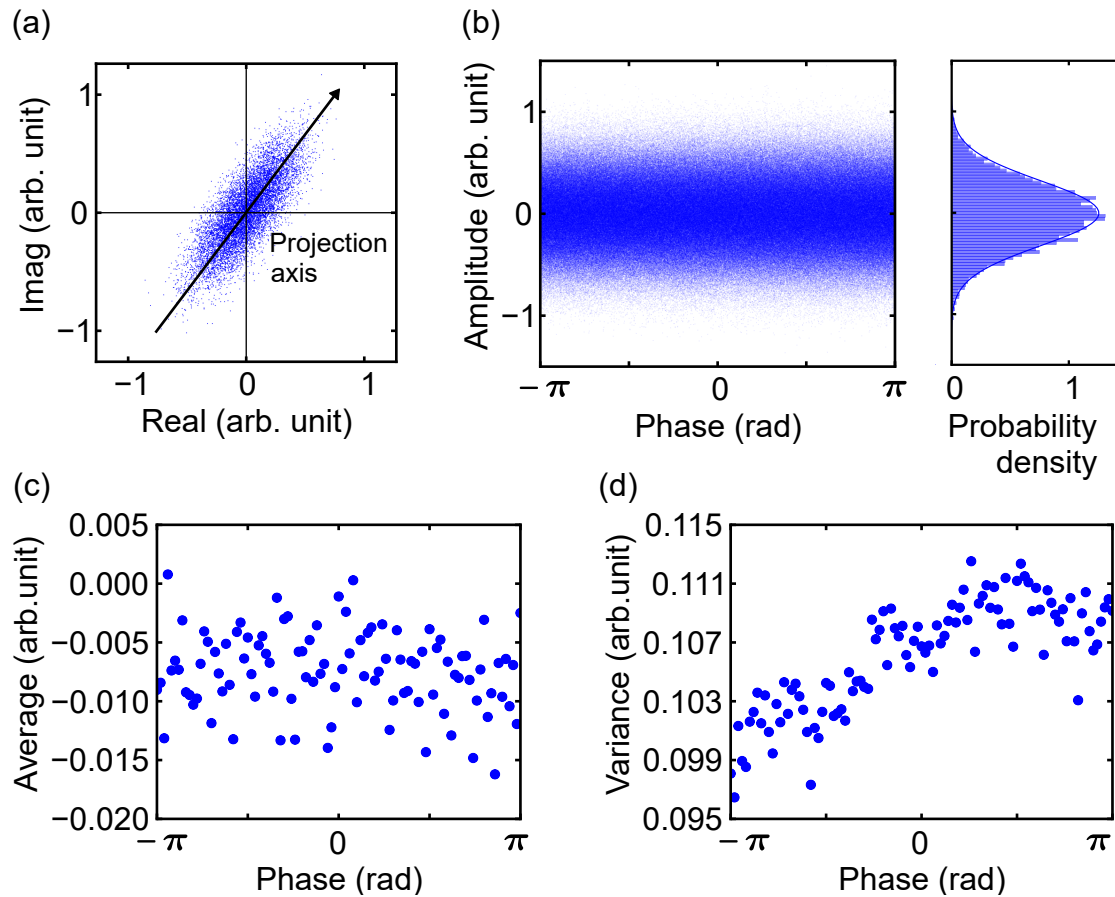 (a)
1
0
−1
Imag (arb. unit)
Projection
axis
−1 0 1
Real (arb. unit)
(b)
1
0
−1
Amplitude (arb. unit)
−π 0 π
Phase (rad)
0 1
Probability
density
(c)
0.005
0.000
−0.005
−0.010
−0.015
−0.020
Average (arb.unit)
−π 0 π
Phase (rad)
(d)
0.115
0.111
0.107
0.103
0.099
0.095
Variance (arb.unit)
−π 0 π
Phase (rad)